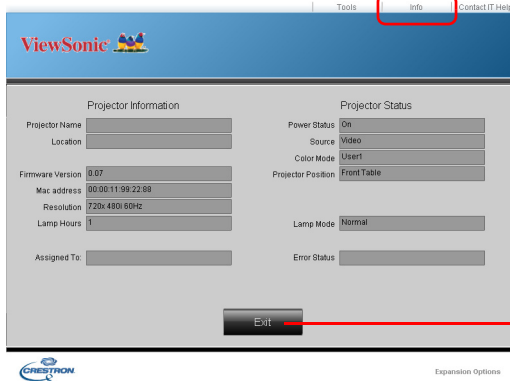 Tools Info Contact IT Help
ViewSonic
Projector Information Projector Status
Projector Name Power Status On
Location Source Video
Color Mode User1
Firmware Version 0.07 Projector Position Front Table
Mac address 00:00:11:99:22:88
Resolution 720x 480i 60Hz
Lamp Hours 1 Lamp Mode Normal
Assigned To: Error Status
Exit
CRESTRON Expansion Options